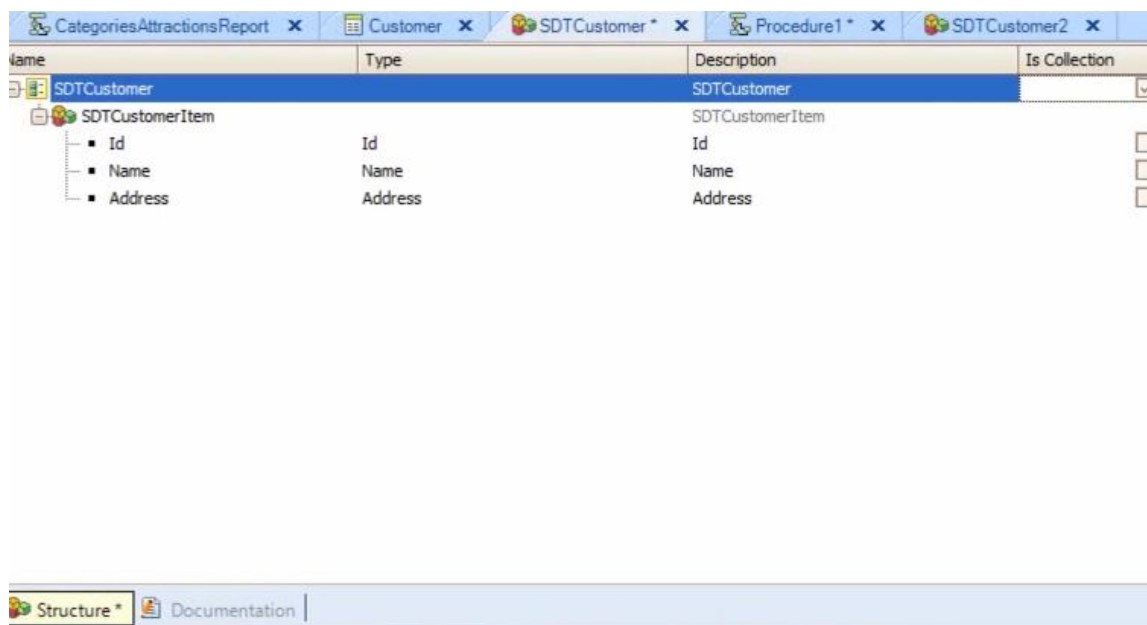 CategoriesAttractionsReport x Customer x SDTCustomer * x Procedure1 * x SDTCustomer2 x
Name Type Description Is Collection
SDTCustomer SDTCustomer
SDTCustomerItem SDTCustomerItem
Id Id Id
Name Name Name
Address Address Address
Structure * Documentation